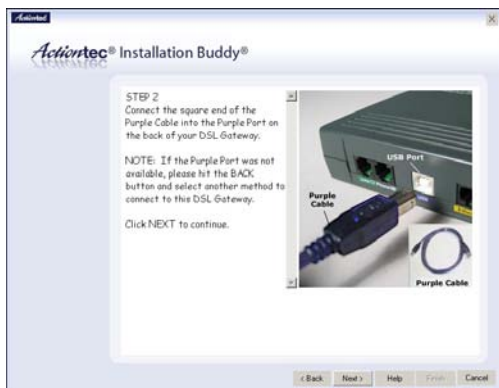 Actiontec
X
Actiontec® Installation Buddy®
STEP 2
Connect the square end of the
Purple Cable into the Purple Port on
the back of your DSL Gateway.
NOTE: If the Purple Port was not
available, please hit the BACK
button and select another method to
connect to this DSL Gateway.
Click NEXT to continue.
USB Port
Purple
Cable
Purple Cable
< Back
Next >
Help
Finish
Cancel